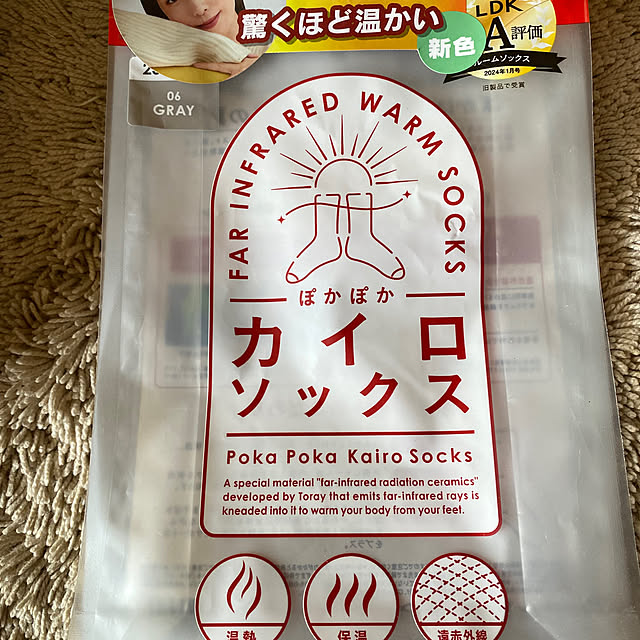 驚くほど温かい
新色
LDK
A評価
ルームソックス
2024年1月号
旧製品で受賞
06
GRAY
FAR INFRARED WARM SOCKS
ぽかぽか
カイロ
ソックス
Poka Poka Kairo Socks
A special material "far-infrared radiation ceramics"
developed by Toray that emits far-infrared rays is
kneaded into it to warm your body from your feet.
をプラス。
温熱
保温
遠赤外線